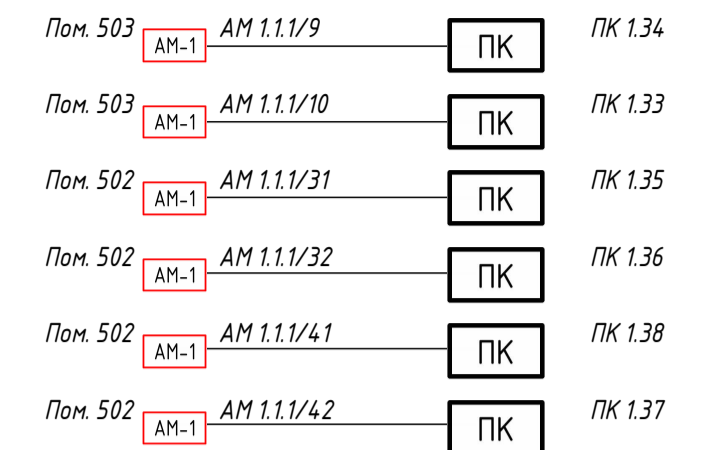 Пом. 503 АМ-1 АМ 1.1.1/9 ПК ПК 1.34
Пом. 503 АМ-1 АМ 1.1.1/10 ПК ПК 1.33
Пом. 502 АМ-1 АМ 1.1.1/31 ПК ПК 1.35
Пом. 502 АМ-1 АМ 1.1.1/32 ПК ПК 1.36
Пом. 502 АМ-1 АМ 1.1.1/41 ПК ПК 1.38
Пом. 502 АМ-1 АМ 1.1.1/42 ПК ПК 1.37